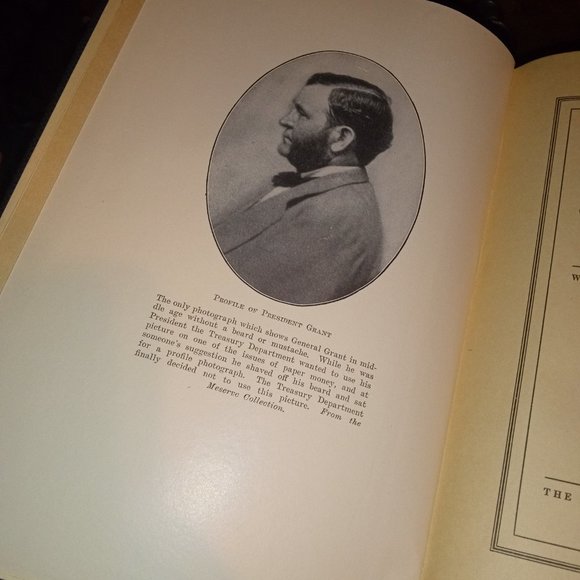 PROFILE OF PRESIDENT GRANT
The only photograph which shows General Grant in mid-
dle age without a beard or mustache. While he was
President the Treasury Department wanted to use his
picture on one of the issues of paper money, and at
someone's suggestion he shaved off his beard and sat
for a profile photograph. The Treasury Department
finally decided not to use this picture. From the
Meserve Collection.
W
THE